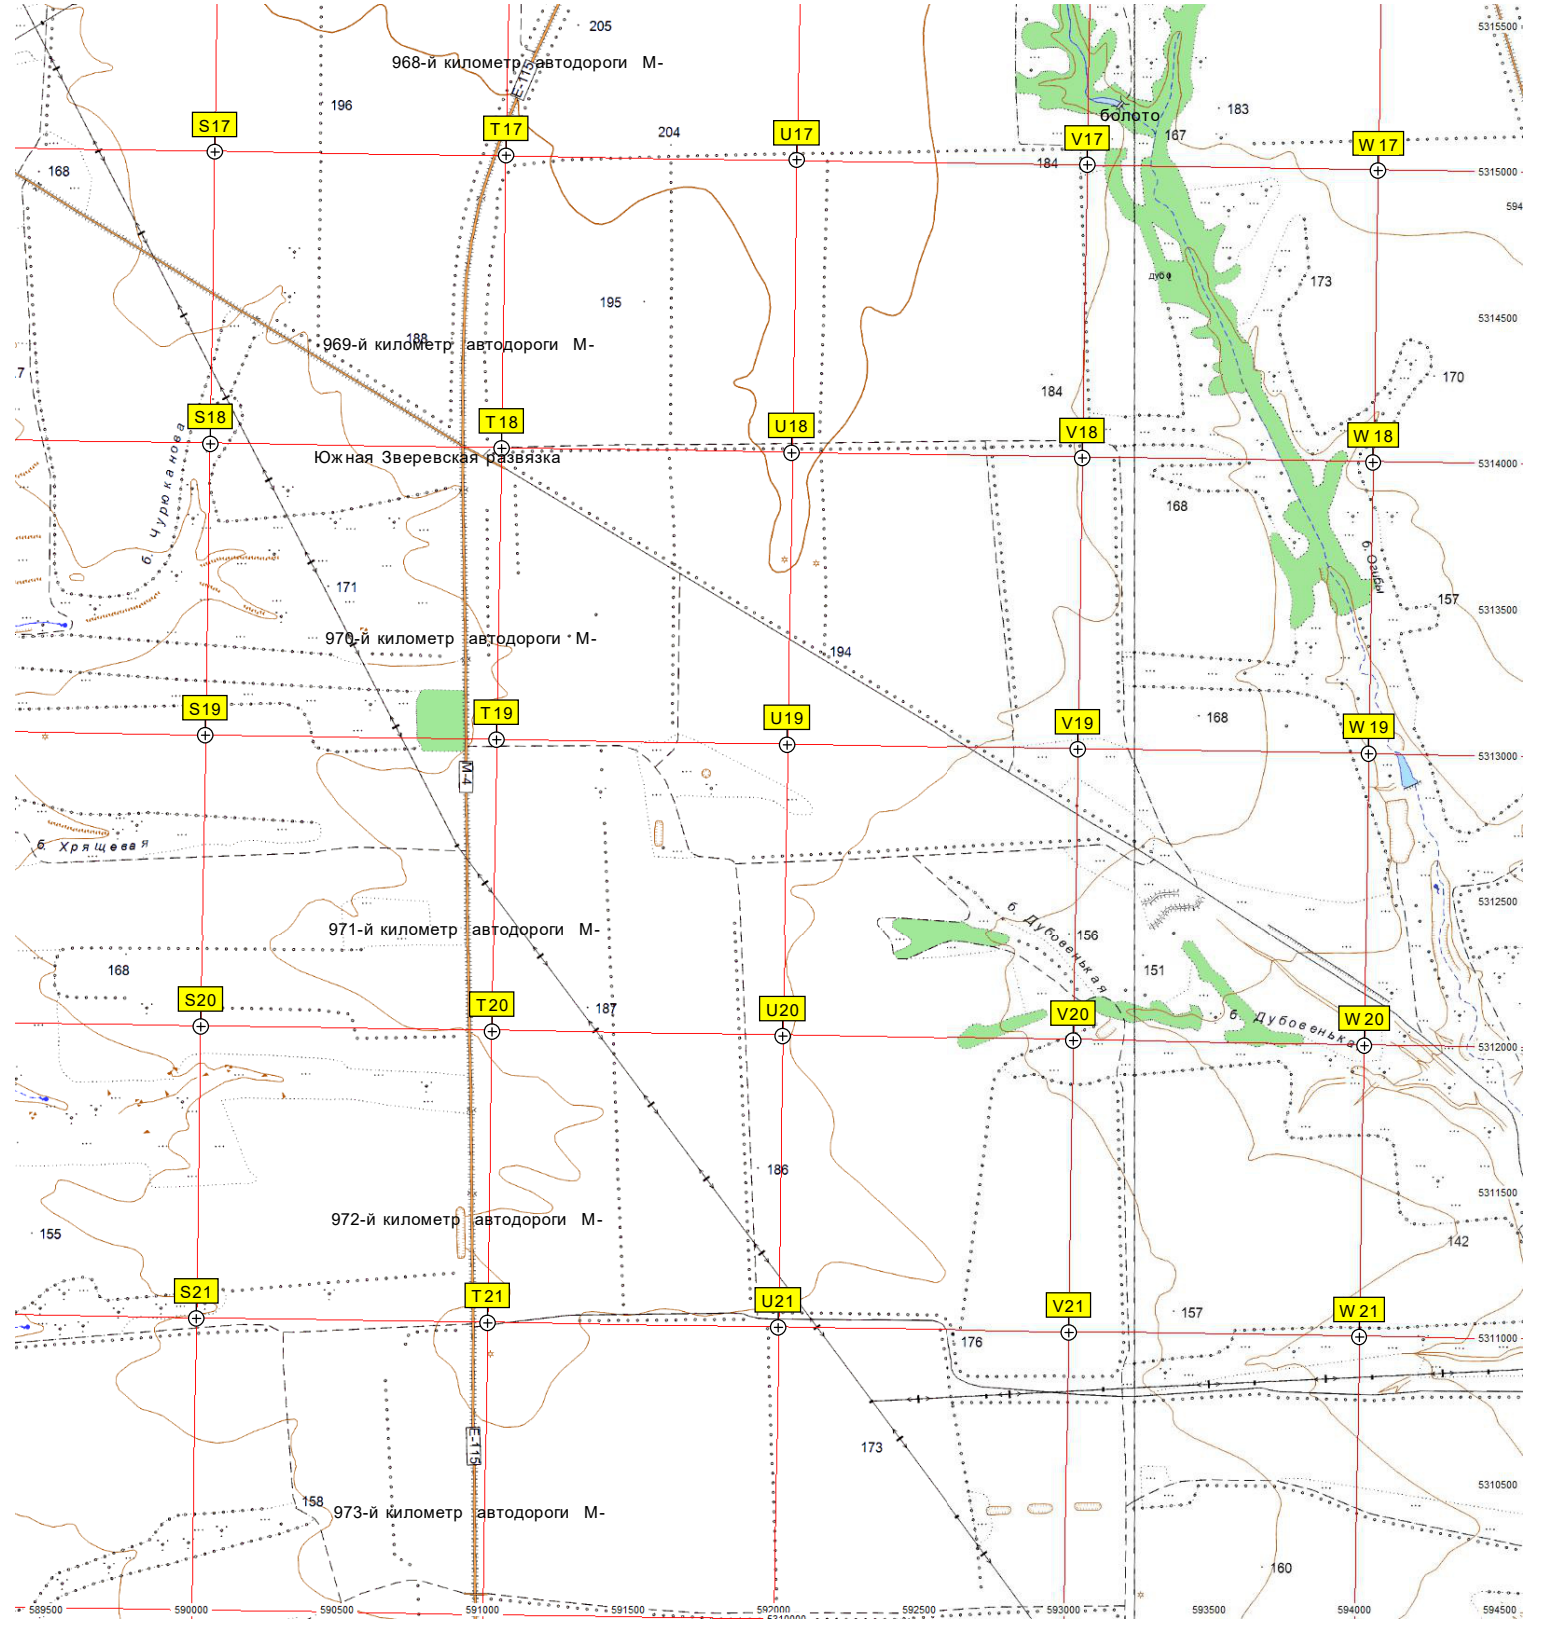 205
5315500
968-й километр автодороги М-
E-115
196
183
болото
S17
T17
204
U17
V17
167
W17
168
184
5315000
594
дуб
173
195
5314500
188
969-й километр автодороги М-
7
170
184
S18
T18
U18
V18
W18
б. Чурюканова
Южная Зверевская развязка
5314000
168
б. Огибы
171
157
5313500
970-й километр автодороги М-
194
S19
T19
U19
V19
168
W19
5313000
М-4
б. Хрящевая
5312500
б. Дубовенькая
971-й километр автодороги М-
156
168
151
S20
T20
187
U20
V20
б. Дубовенька
W20
5312000
186
5311500
972-й километр автодороги М-
155
142
S21
T21
U21
V21
157
W21
176
5311000
173
E-115
5310500
158
973-й километр автодороги М-
160
589500
590000
590500
591000
591500
592000
592500
593000
593500
594000
594500
5310000